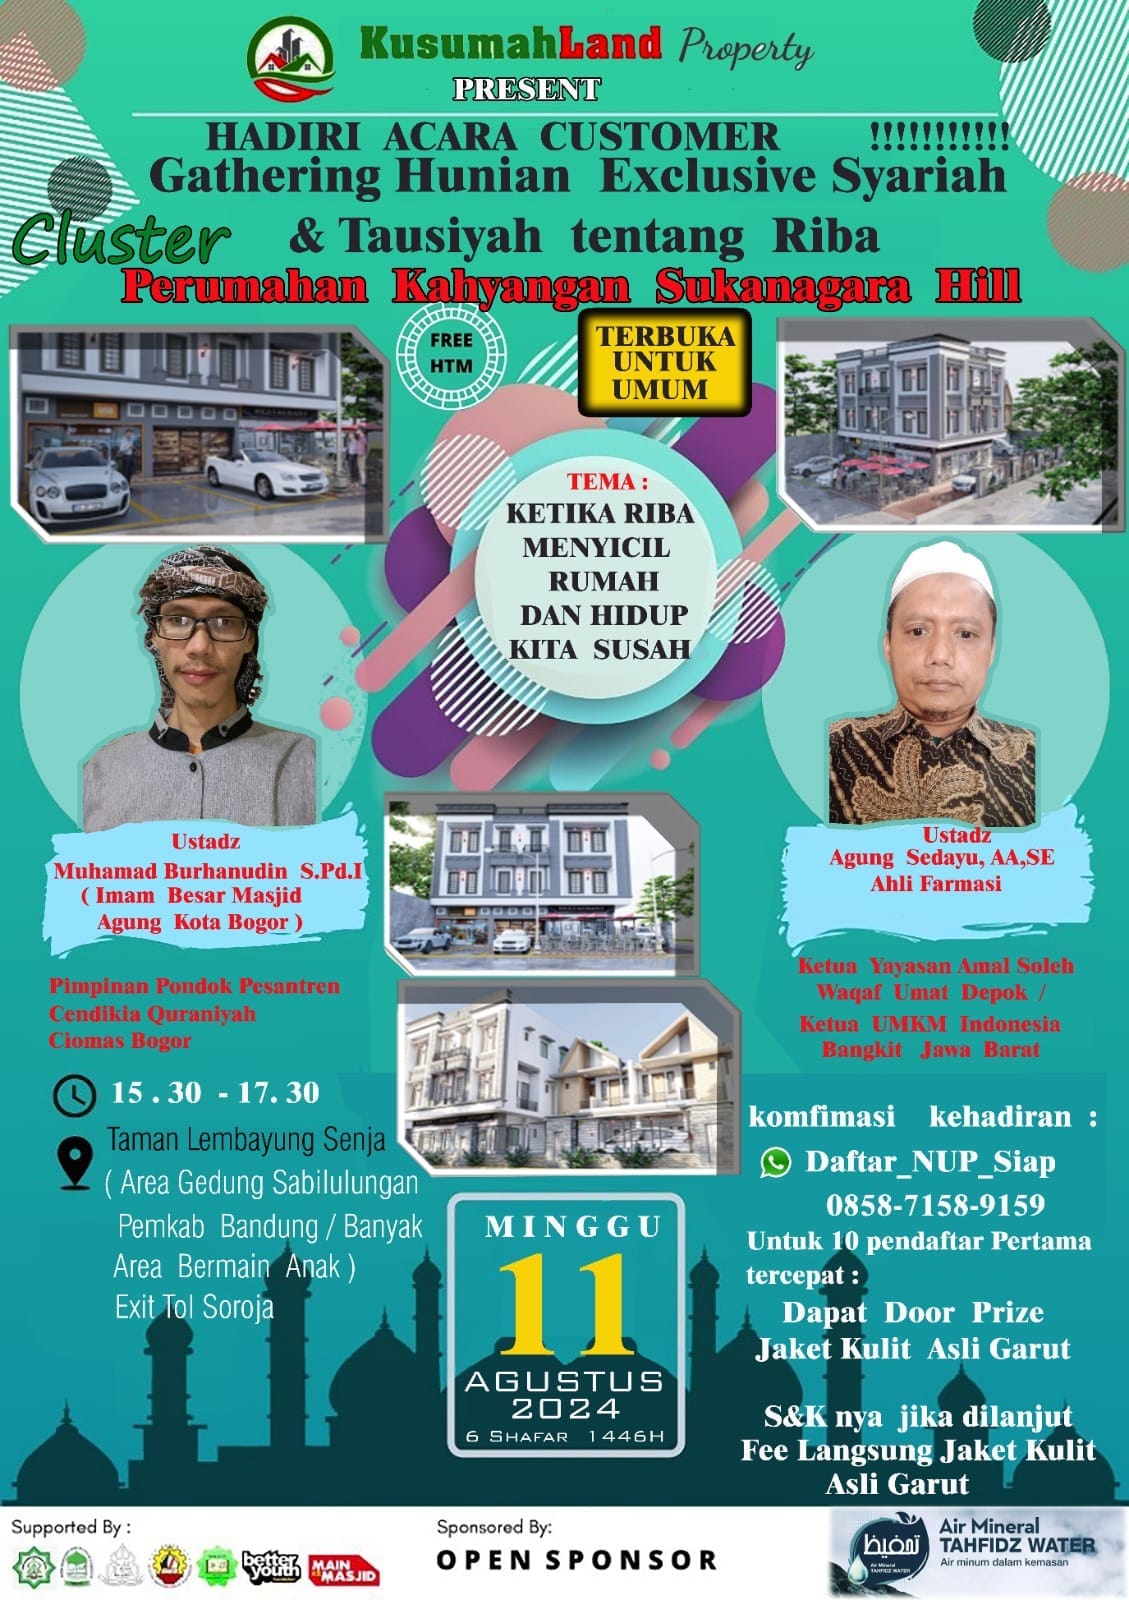 KusumahLand Property
PRESENT
HADIRI ACARA CUSTOMER !!!!!!!!!!!
Gathering Hunian Exclusive Syariah
Cluster & Tausiyah tentang Riba
Perumahan Kahyangan Sukanagara Hill
FREE
HTM
TERBUKA
UNTUK
UMUM
TEMA :
KETIKA RIBA
MENYICIL
RUMAH
DAN HIDUP
KITA SUSAH
Ustadz
Muhamad Burhanudin S.Pd.I
( Imam Besar Masjid
Agung Kota Bogor )
Pimpinan Pondok Pesantren
Cendikia Quraniyah
Ciomas Bogor
Ustadz
Agung Sedayu, AA,SE
Ahli Farmasi
Ketua Yayasan Amal Soleh
Waqaf Umat Depok /
Ketua UMKM Indonesia
Bangkit Jawa Barat
15 . 30 - 17. 30
Taman Lembayung Senja
( Area Gedung Sabilulungan
Pemkab Bandung / Banyak
Area Bermain Anak )
Exit Tol Soroja
MINGGU
11
AGUSTUS
2024
6 SHAFAR 1446H
komfimasi kehadiran :
Daftar_NUP_Siap
0858-7158-9159
Untuk 10 pendaftar Pertama
tercepat :
Dapat Door Prize
Jaket Kulit Asli Garut
S&K nya jika dilanjut
Fee Langsung Jaket Kulit
Asli Garut
Supported By :
better
youth
MAIN
MASJID
Sponsored By:
OPEN SPONSOR
تحفيظ
Air Mineral
TAHFIDZ WATER
Air Mineral
TAHFIDZ WATER
Air minum dalam kemasan